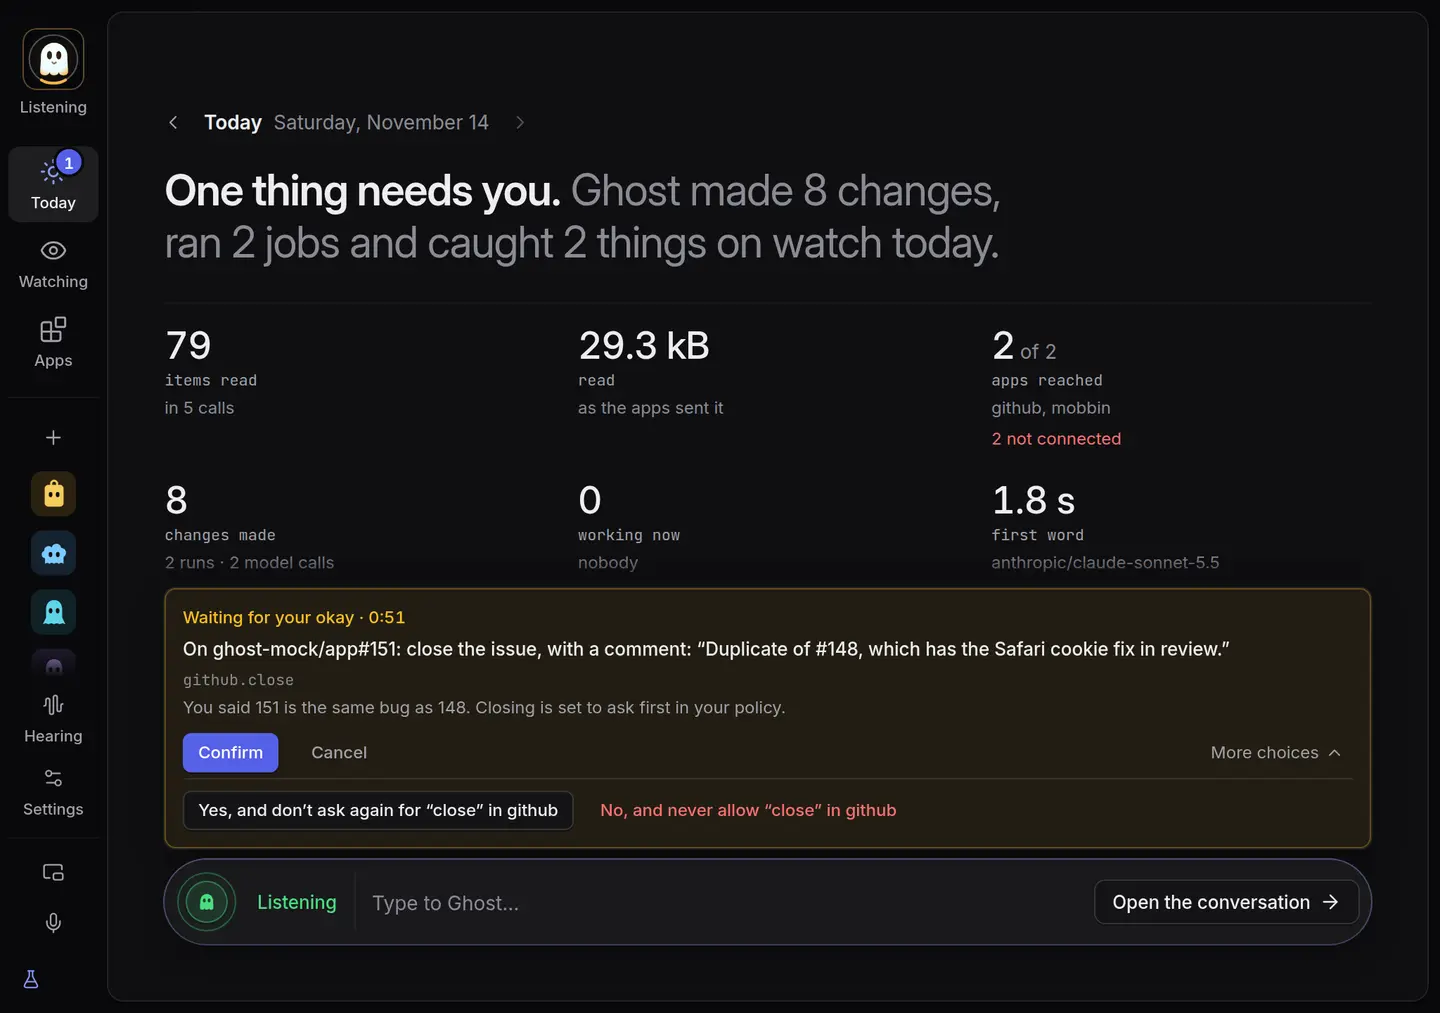 Listening
1
Today
Watching
Apps
Hearing
Settings
Today Saturday, November 14
One thing needs you. Ghost made 8 changes,
ran 2 jobs and caught 2 things on watch today.
79
items read
in 5 calls
29.3 kB
read
as the apps sent it
2 of 2
apps reached
github, mobbin
2 not connected
8
changes made
2 runs · 2 model calls
0
working now
nobody
1.8 s
first word
anthropic/claude-sonnet-5.5
Waiting for your okay · 0:51
On ghost-mock/app#151: close the issue, with a comment: “Duplicate of #148, which has the Safari cookie fix in review.”
github.close
You said 151 is the same bug as 148. Closing is set to ask first in your policy.
Confirm Cancel More choices
Yes, and don’t ask again for “close” in github No, and never allow “close” in github
Listening Type to Ghost... Open the conversation →